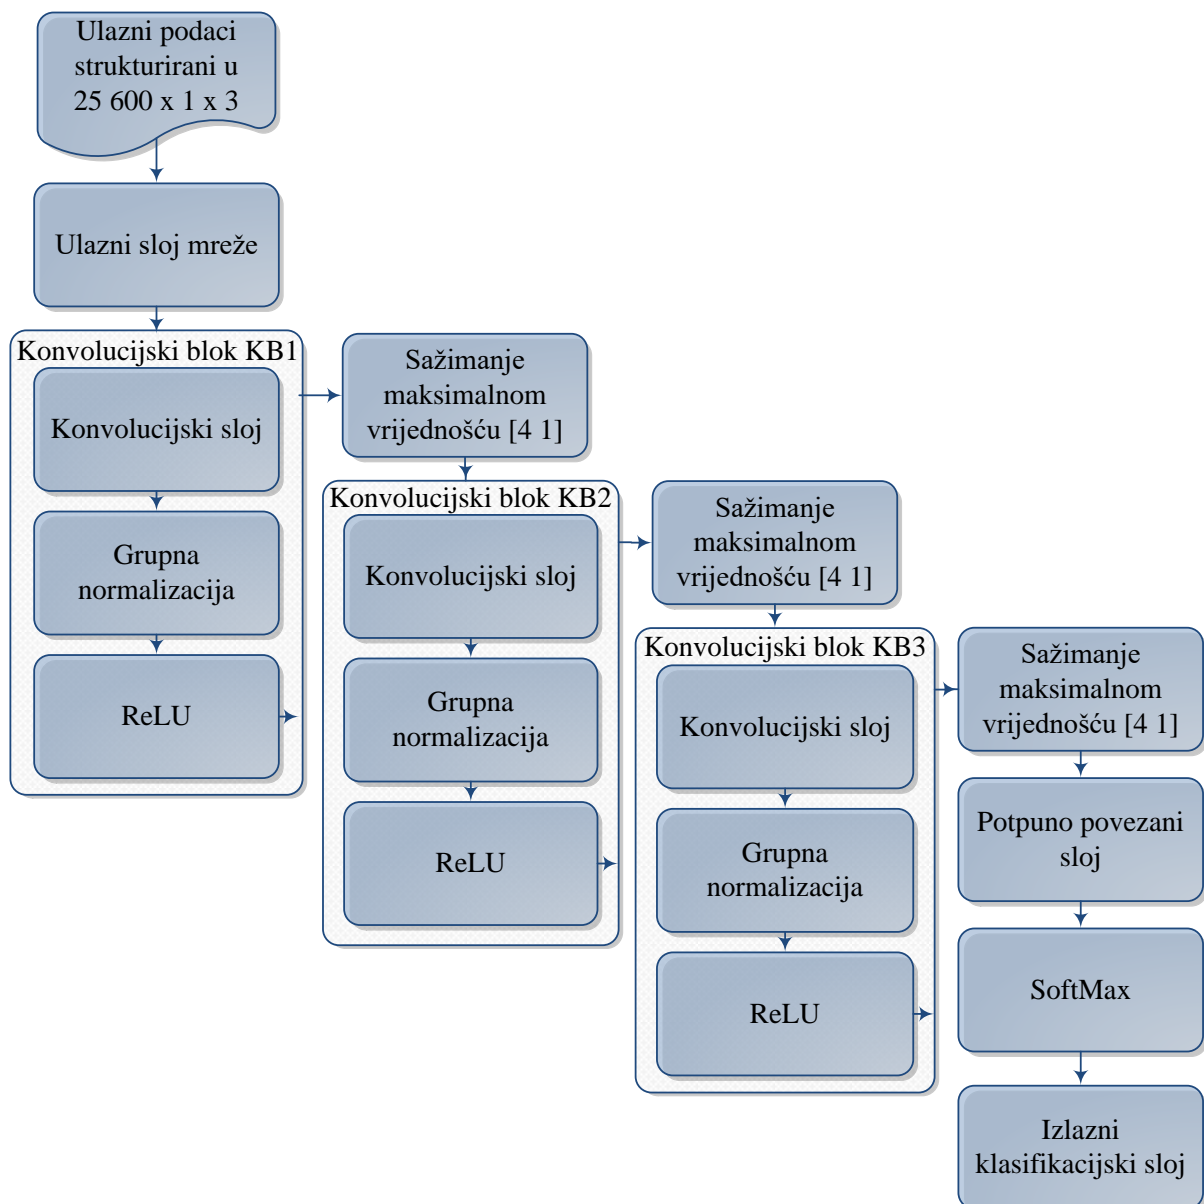 Ulazni podaci
strukturirani u
25 600 x 1 x 3
Ulazni sloj mreže
Konvolucijski blok KB1
Konvolucijski sloj
Grupna
normalizacija
ReLU
Sažimanje
maksimalnom
vrijednošću [4 1]
Konvolucijski blok KB2
Konvolucijski sloj
Grupna
normalizacija
ReLU
Sažimanje
maksimalnom
vrijednošću [4 1]
Konvolucijski blok KB3
Konvolucijski sloj
Grupna
normalizacija
ReLU
Sažimanje
maksimalnom
vrijednošću [4 1]
Potpuno povezani
sloj
SoftMax
Izlazni
klasifikacijski sloj